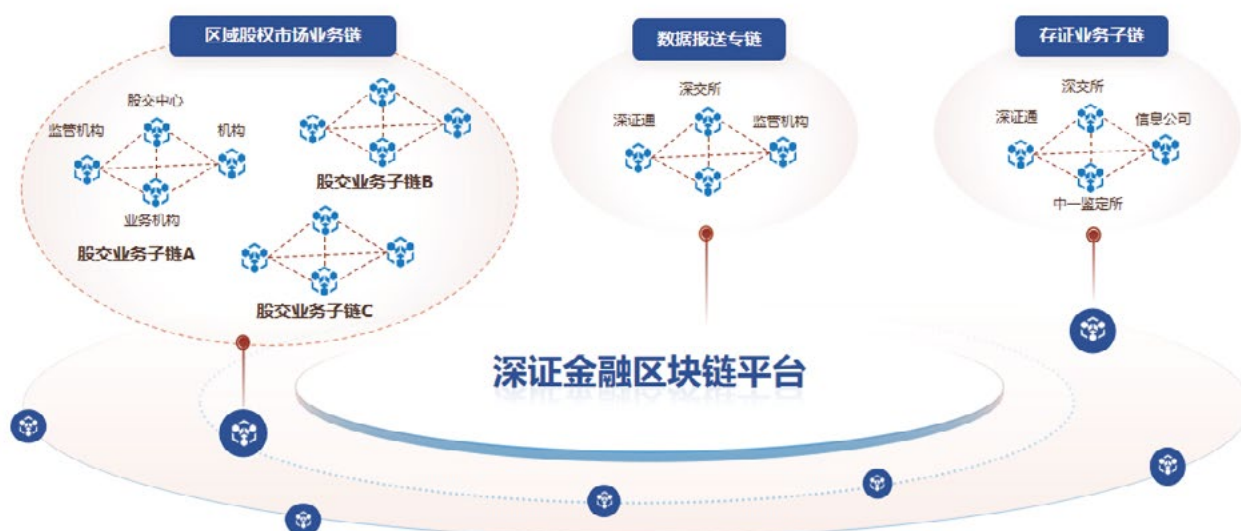 区域股权市场业务链
数据报送专链
存证业务子链
股交中心
监管机构
机构
业务机构
股交业务子链A
股交业务子链B
股交业务子链C
深交所
深证通
监管机构
深交所
深证通
信息公司
中一鉴定所
深证金融区块链平台